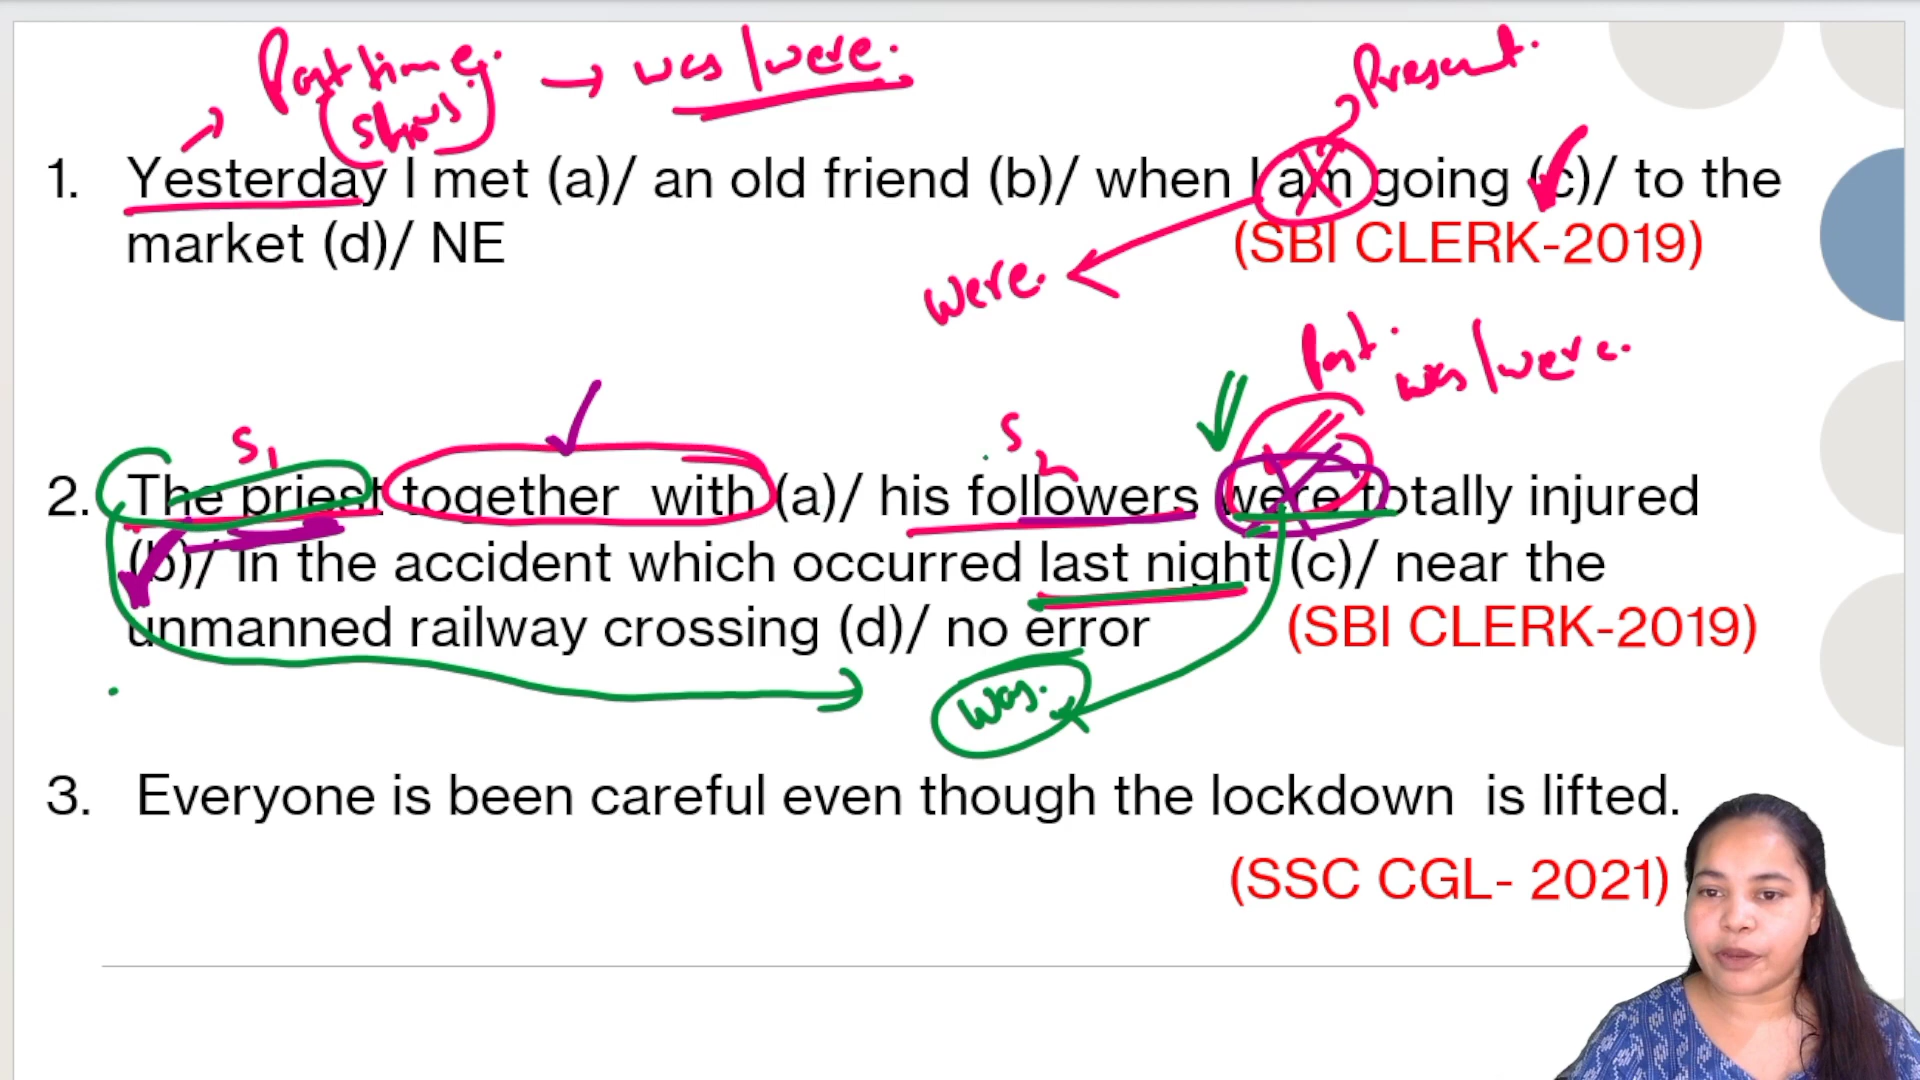 Past time. → was/were.
(shows)
Present.
1. Yesterday I met (a)/ an old friend (b)/ when I am going (c)/ to the
market (d)/ NE (SBI CLERK-2019)
were.
Past.
was/were.
S1 S2
2. The priest together with (a)/ his followers were totally injured
(b)/ in the accident which occurred last night (c)/ near the
unmanned railway crossing (d)/ no error (SBI CLERK-2019)
was.
3. Everyone is been careful even though the lockdown is lifted.
(SSC CGL- 2021)